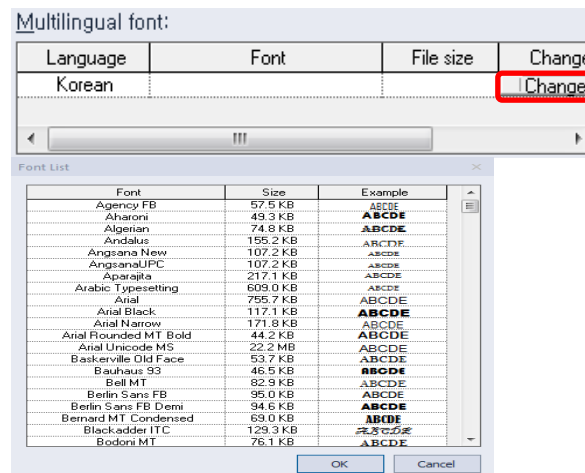 Multilingual font:
Language Font File size Change
Korean Change
Font List
Font Size Example
Agency FB 57.5 KB ABCDE
Aharoni 49.3 KB ABCDE
Algerian 74.8 KB ABCDE
Andalus 155.2 KB ABCDE
Angsana New 107.2 KB ABCDE
AngsanaUPC 107.2 KB ABCDE
Aparajita 217.1 KB ABCDE
Arabic Typesetting 609.0 KB ABCDE
Arial 755.7 KB ABCDE
Arial Black 117.1 KB ABCDE
Arial Narrow 171.8 KB ABCDE
Arial Rounded MT Bold 44.2 KB ABCDE
Arial Unicode MS 22.2 MB ABCDE
Baskerville Old Face 53.7 KB ABCDE
Bauhaus 93 46.5 KB ABCDE
Bell MT 82.9 KB ABCDE
Berlin Sans FB 95.0 KB ABCDE
Berlin Sans FB Demi 94.6 KB ABCDE
Bernard MT Condensed 69.0 KB ABCDE
Blackadder ITC 129.3 KB ABCDE
Bodoni MT 76.1 KB ABCDE
OK Cancel